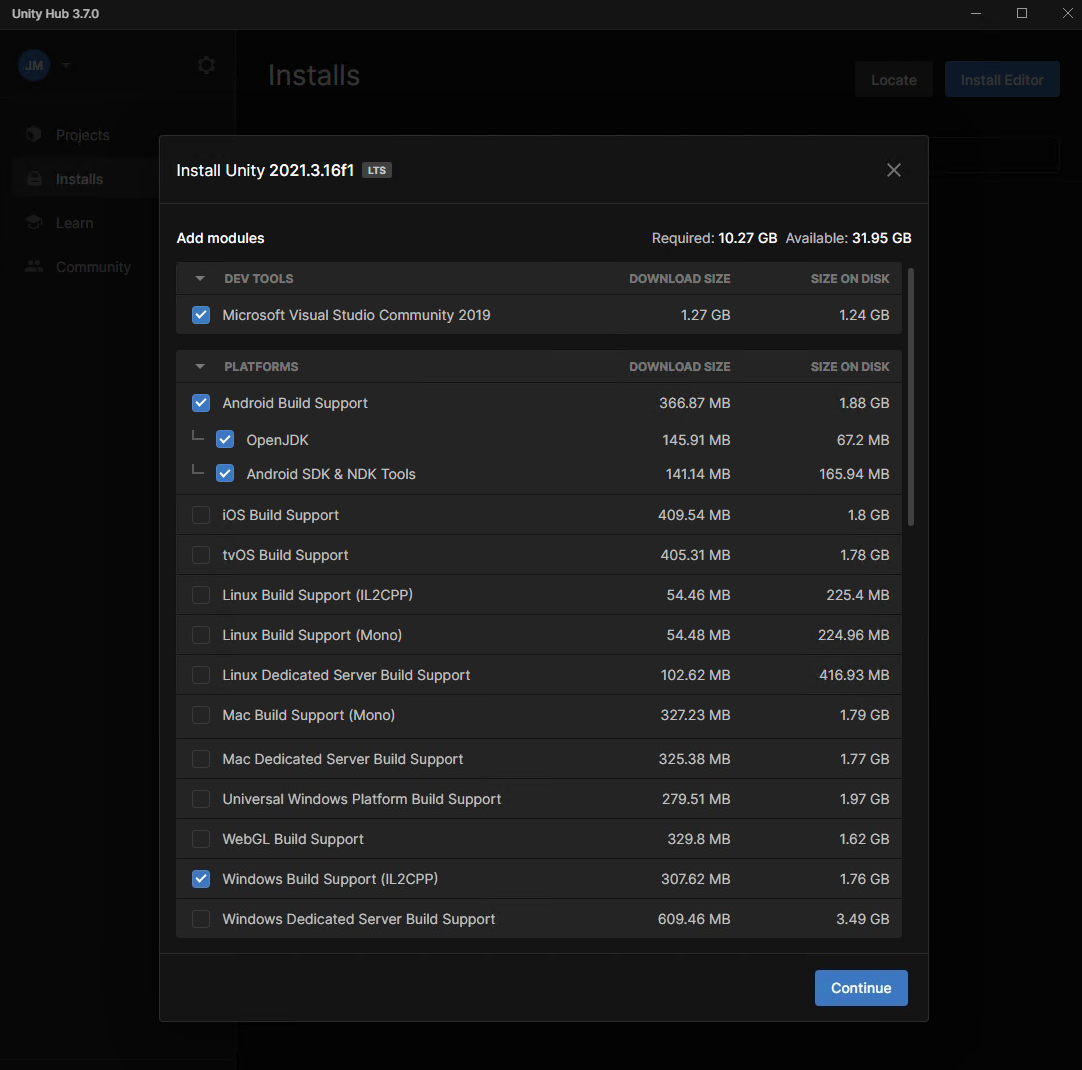 Unity Hub 3.7.0
JM
Installs
Locate
Install Editor
Projects
Installs
Learn
Community
Install Unity 2021.3.16f1 LTS
Add modules
Required: 10.27 GB Available: 31.95 GB
DEV TOOLS DOWNLOAD SIZE SIZE ON DISK
Microsoft Visual Studio Community 2019 1.27 GB 1.24 GB
PLATFORMS DOWNLOAD SIZE SIZE ON DISK
Android Build Support 366.87 MB 1.88 GB
OpenJDK 145.91 MB 67.2 MB
Android SDK & NDK Tools 141.14 MB 165.94 MB
iOS Build Support 409.54 MB 1.8 GB
tvOS Build Support 405.31 MB 1.78 GB
Linux Build Support (IL2CPP) 54.46 MB 225.4 MB
Linux Build Support (Mono) 54.48 MB 224.96 MB
Linux Dedicated Server Build Support 102.62 MB 416.93 MB
Mac Build Support (Mono) 327.23 MB 1.79 GB
Mac Dedicated Server Build Support 325.38 MB 1.77 GB
Universal Windows Platform Build Support 279.51 MB 1.97 GB
WebGL Build Support 329.8 MB 1.62 GB
Windows Build Support (IL2CPP) 307.62 MB 1.76 GB
Windows Dedicated Server Build Support 609.46 MB 3.49 GB
Continue